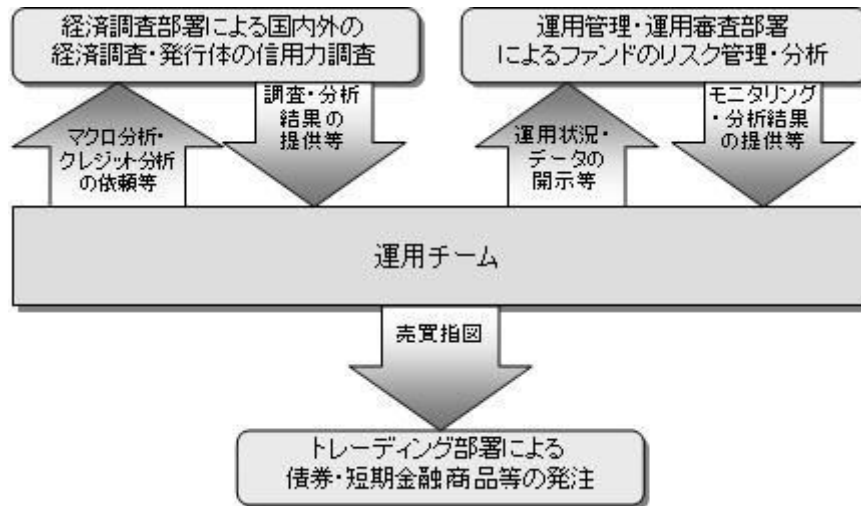 経済調査部署による国内外の
経済調査・発行体の信用力調査
運用管理・運用審査部署
によるファンドのリスク管理・分析
マクロ分析・
クレジット分析
の依頼等
調査・分析
結果の
提供等
運用状況・
データの
開示等
モニタリング
・分析結果
の提供等
運用チーム
売買指図
トレーディング部署による
債券・短期金融商品等の発注